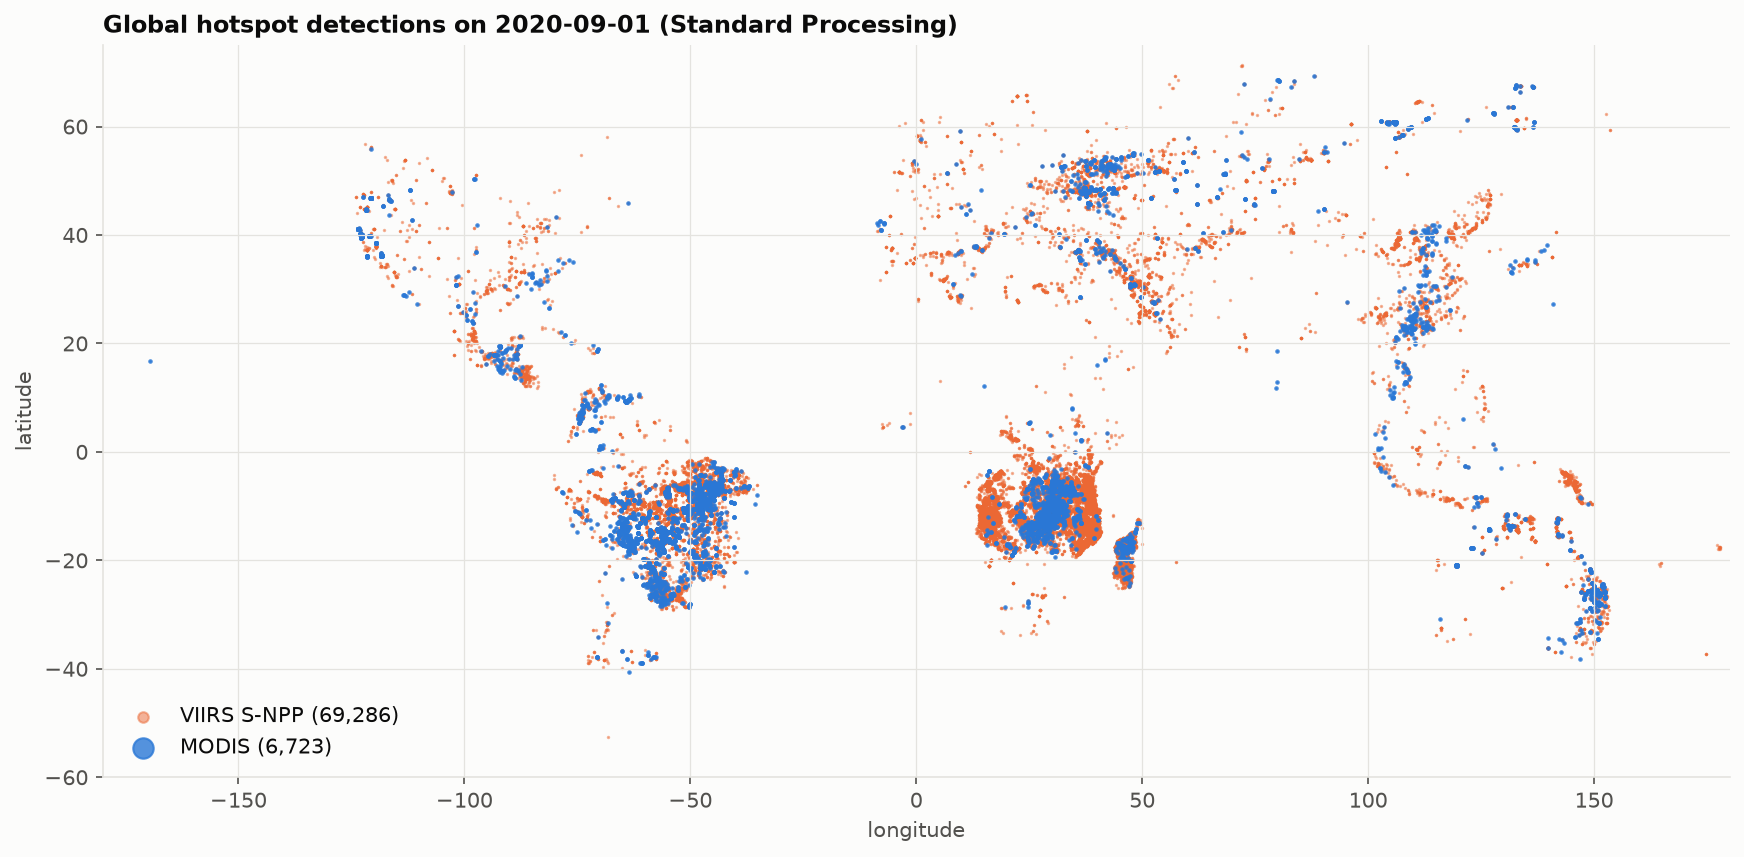 Global hotspot detections on 2020-09-01 (Standard Processing)
latitude
60
40
20
0
−20
−40
−60
VIIRS S-NPP (69,286)
MODIS (6,723)
−150
−100
−50
0
50
100
150
longitude